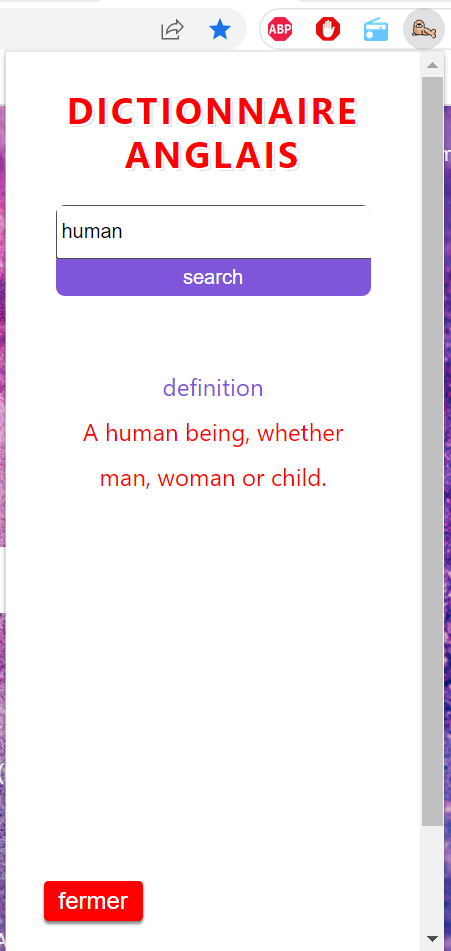 ABP
DICTIONNAIRE
ANGLAIS
human
search
definition
A human being, whether
man, woman or child.
fermer